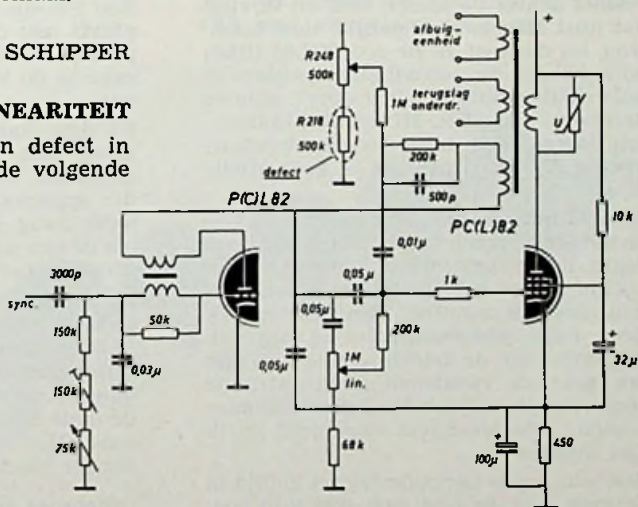 SCHIPPER
NEARITEIT
n defect in
de volgende
R248
500k
R218
500k
defect
1M
afbuig-
eenheid
terugslag
onderdr.
+
U
200k
500p
10k
P(C)L82
PC(L)82
3000p
sync.
0,01µ
0,05µ
1k
50k
0,05µ
150k
0,03µ
0,05µ
200k
+
32µ
1M
lin.
150k
75k
68k
+
100µ
450